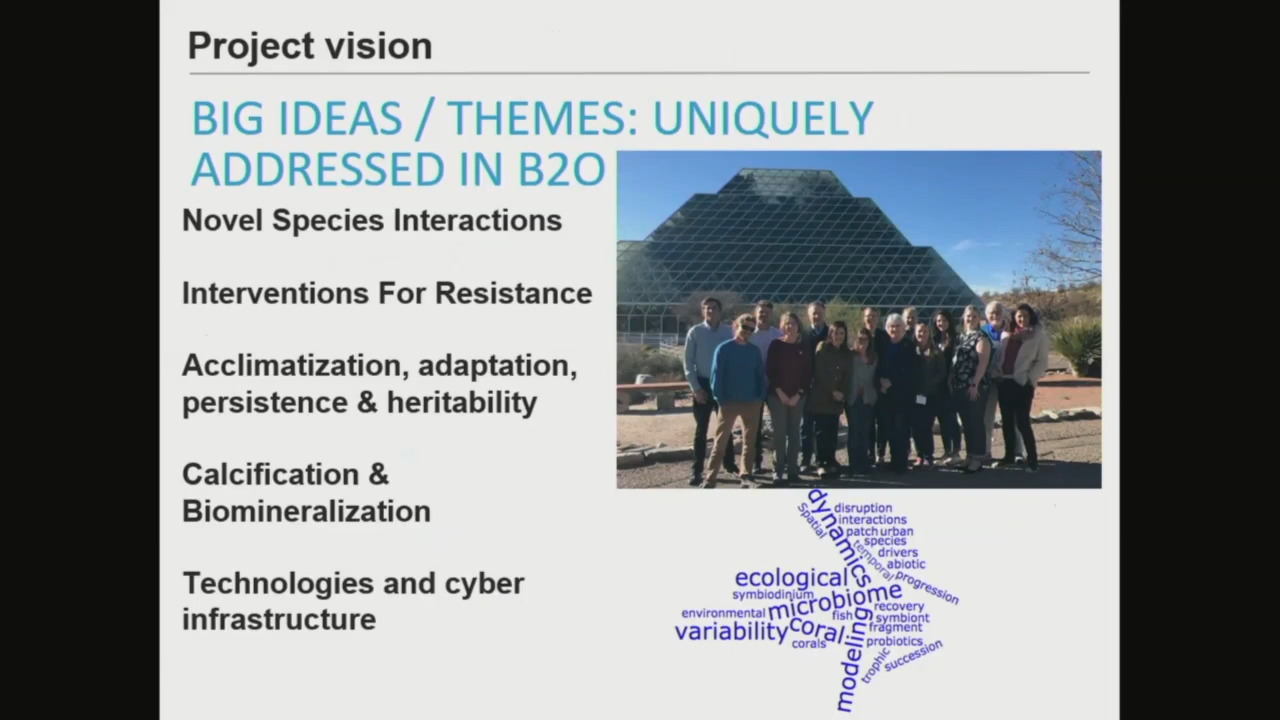 Project vision
BIG IDEAS / THEMES: UNIQUELY
ADDRESSED IN B2O
Novel Species Interactions
Interventions For Resistance
Acclimatization, adaptation,
persistence & heritability
Calcification &
Biomineralization
Technologies and cyber
infrastructure
dynamics
Spatial
disruption
interactions
patch urban
species
temporal
drivers
abiotic
progression
ecological
symbiodinium
microbiome
environmental
fish
recovery
symbiont
variability
coral
fragment
corals
modeling
probiotics
trophic
succession